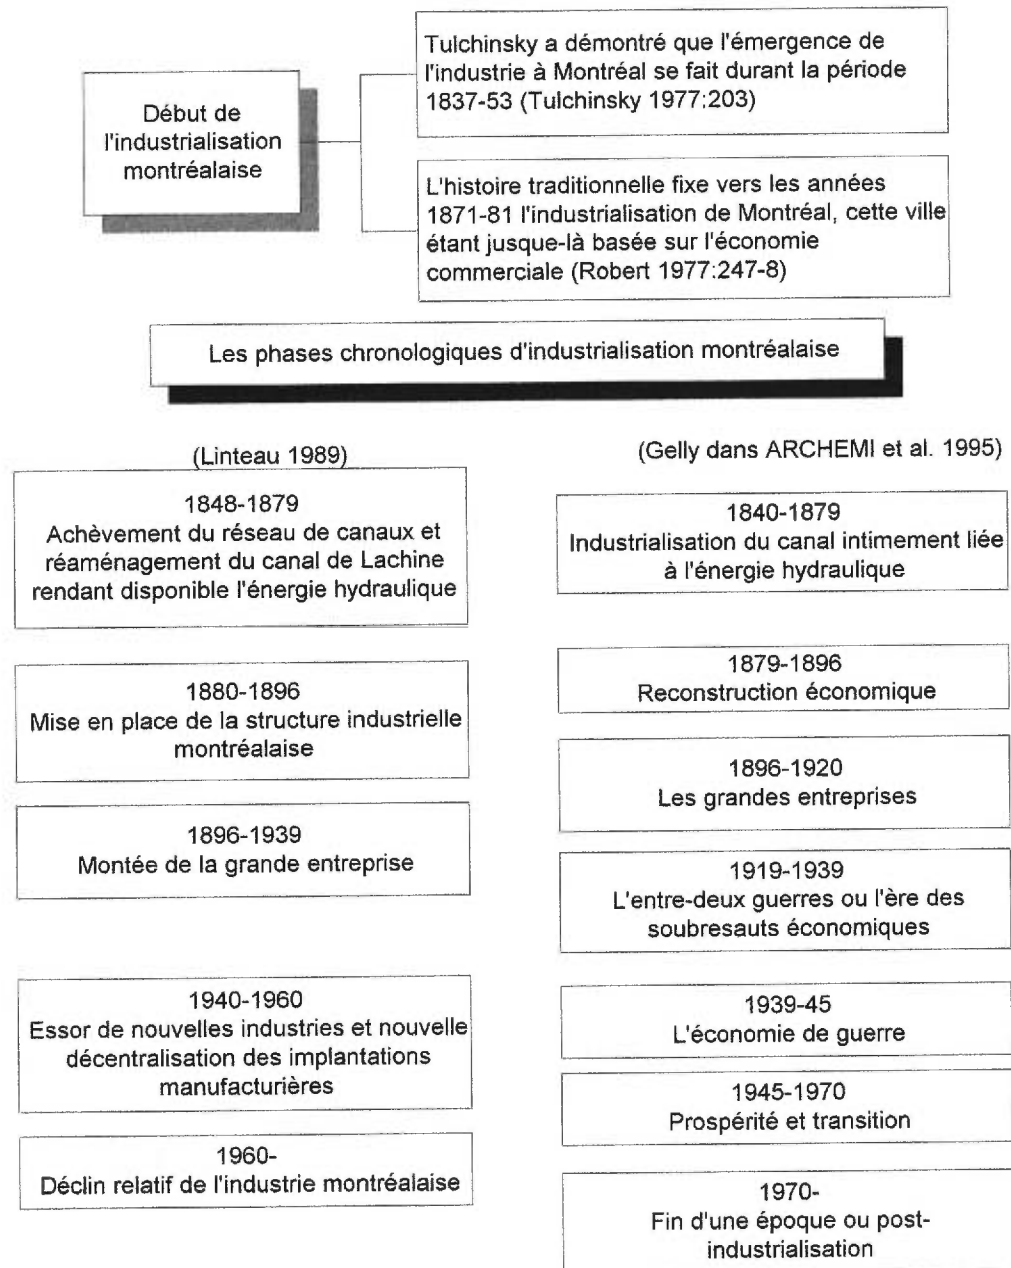 Début de
l'industrialisation
montréalaise
Tulchinsky a démontré que l'émergence de
l'industrie à Montréal se fait durant la période
1837-53 (Tulchinsky 1977:203)
L'histoire traditionnelle fixe vers les années
1871-81 l'industrialisation de Montréal, cette ville
étant jusque-là basée sur l'économie
commerciale (Robert 1977:247-8)
Les phases chronologiques d'industrialisation montréalaise
(Linteau 1989)
1848-1879
Achèvement du réseau de canaux et
réaménagement du canal de Lachine
rendant disponible l'énergie hydraulique
1880-1896
Mise en place de la structure industrielle
montréalaise
1896-1939
Montée de la grande entreprise
1940-1960
Essor de nouvelles industries et nouvelle
décentralisation des implantations
manufacturières
1960-
Déclin relatif de l'industrie montréalaise
(Gelly dans ARCHEMI et al. 1995)
1840-1879
Industrialisation du canal intimement liée
à l'énergie hydraulique
1879-1896
Reconstruction économique
1896-1920
Les grandes entreprises
1919-1939
L'entre-deux guerres ou l'ère des
soubresauts économiques
1939-45
L'économie de guerre
1945-1970
Prospérité et transition
1970-
Fin d'une époque ou post-
industrialisation